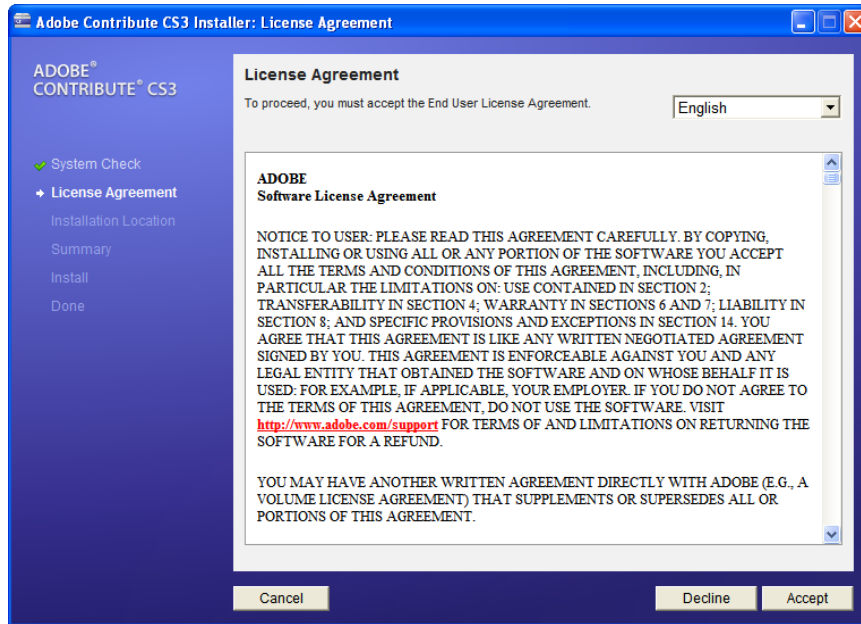 Adobe Contribute CS3 Installer: License Agreement
ADOBE®
CONTRIBUTE® CS3
System Check
License Agreement
Installation Location
Summary
Install
Done
License Agreement
To proceed, you must accept the End User License Agreement.
English
ADOBE
Software License Agreement
NOTICE TO USER: PLEASE READ THIS AGREEMENT CAREFULLY. BY COPYING,
INSTALLING OR USING ALL OR ANY PORTION OF THE SOFTWARE YOU ACCEPT
ALL THE TERMS AND CONDITIONS OF THIS AGREEMENT, INCLUDING, IN
PARTICULAR THE LIMITATIONS ON: USE CONTAINED IN SECTION 2;
TRANSFERABILITY IN SECTION 4; WARRANTY IN SECTIONS 6 AND 7; LIABILITY IN
SECTION 8; AND SPECIFIC PROVISIONS AND EXCEPTIONS IN SECTION 14. YOU
AGREE THAT THIS AGREEMENT IS LIKE ANY WRITTEN NEGOTIATED AGREEMENT
SIGNED BY YOU. THIS AGREEMENT IS ENFORCEABLE AGAINST YOU AND ANY
LEGAL ENTITY THAT OBTAINED THE SOFTWARE AND ON WHOSE BEHALF IT IS
USED: FOR EXAMPLE, IF APPLICABLE, YOUR EMPLOYER. IF YOU DO NOT AGREE TO
THE TERMS OF THIS AGREEMENT, DO NOT USE THE SOFTWARE. VISIT
http://www.adobe.com/support FOR TERMS OF AND LIMITATIONS ON RETURNING THE
SOFTWARE FOR A REFUND.
YOU MAY HAVE ANOTHER WRITTEN AGREEMENT DIRECTLY WITH ADOBE (E.G., A
VOLUME LICENSE AGREEMENT) THAT SUPPLEMENTS OR SUPERSEDES ALL OR
PORTIONS OF THIS AGREEMENT.
Cancel
Decline
Accept